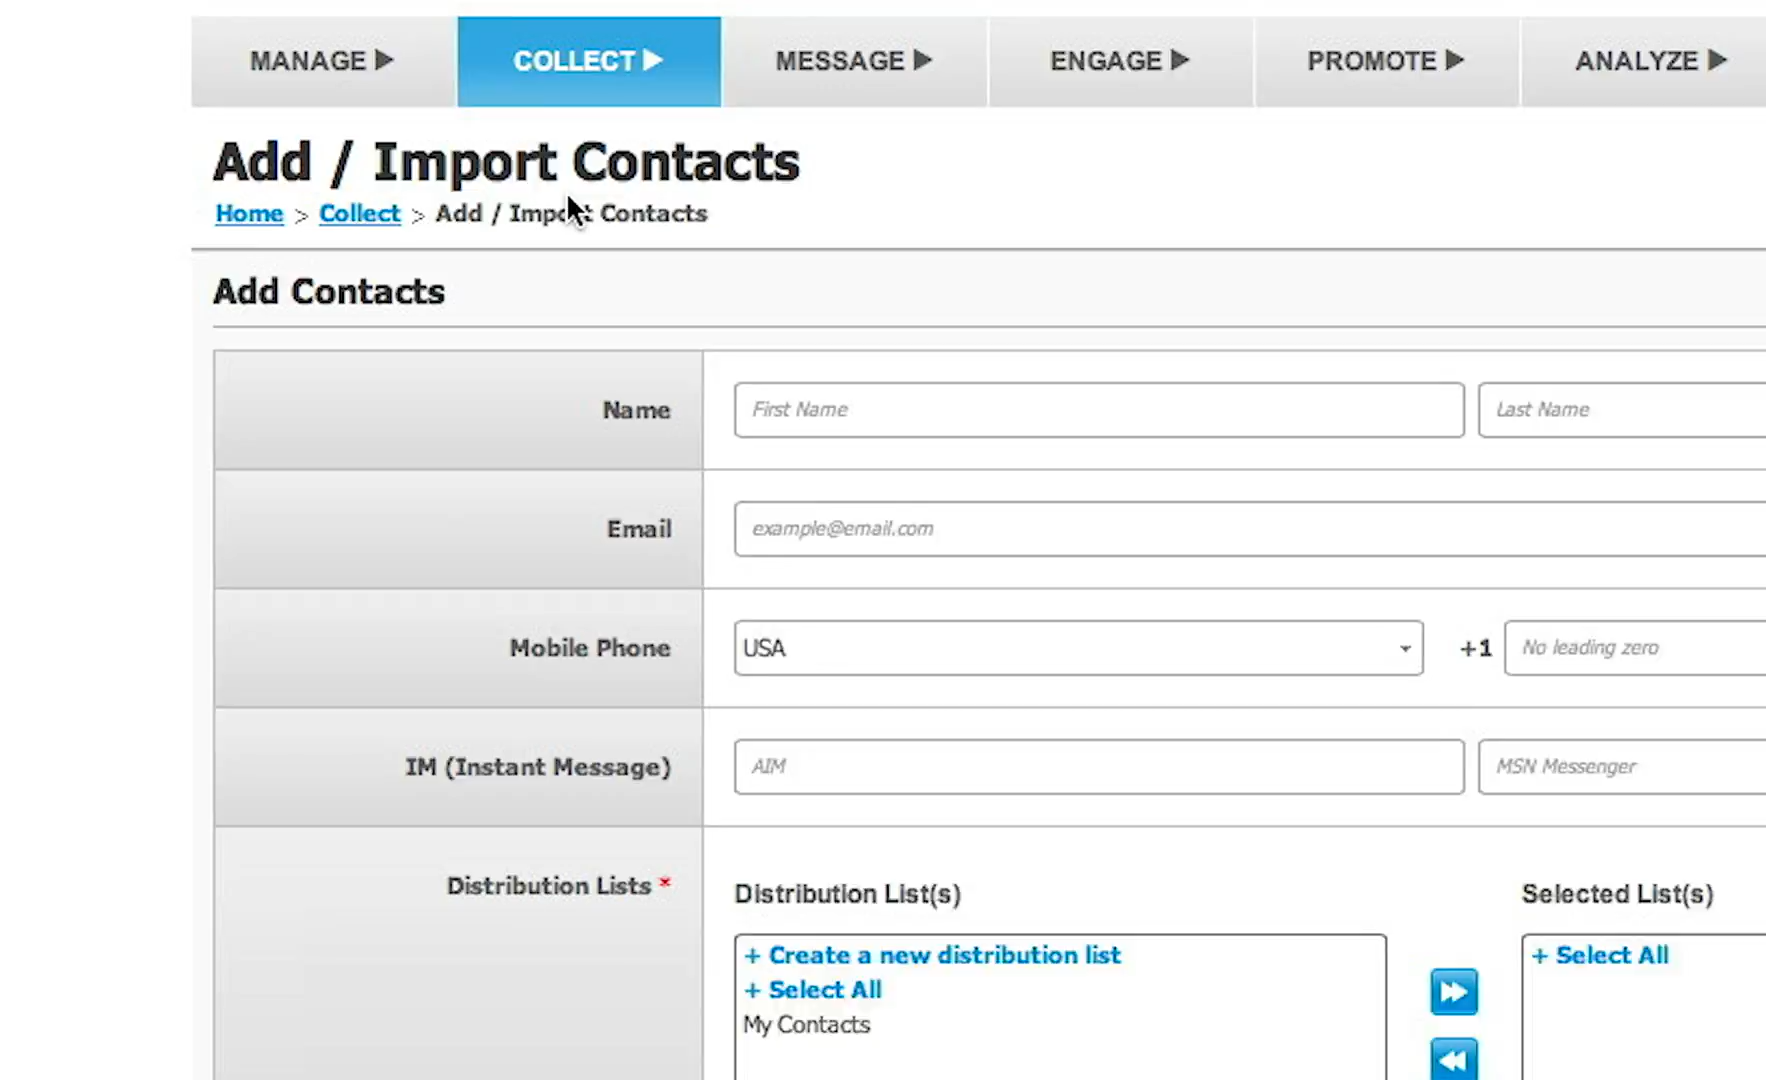 MANAGE ▶ COLLECT ▶ MESSAGE ▶ ENGAGE ▶ PROMOTE ▶ ANALYZE ▶
Add / Import Contacts
Home > Collect > Add / Import Contacts
Add Contacts
Name First Name Last Name
Email example@email.com
Mobile Phone USA +1 No leading zero
IM (Instant Message) AIM MSN Messenger
Distribution Lists * Distribution List(s) Selected List(s)
+ Create a new distribution list + Select All
+ Select All
My Contacts